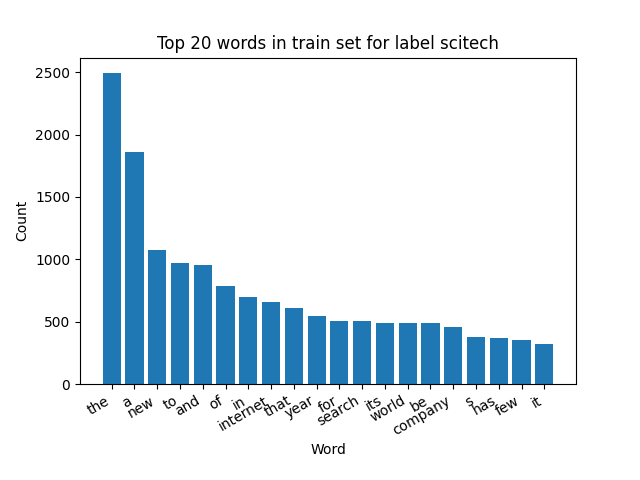 Top 20 words in train set for label scitech
Count
2500
2000
1500
1000
500
0
the
a
new
to
and
of
in
internet
that
year
for
search
its
world
be
company
s
has
few
it
Word